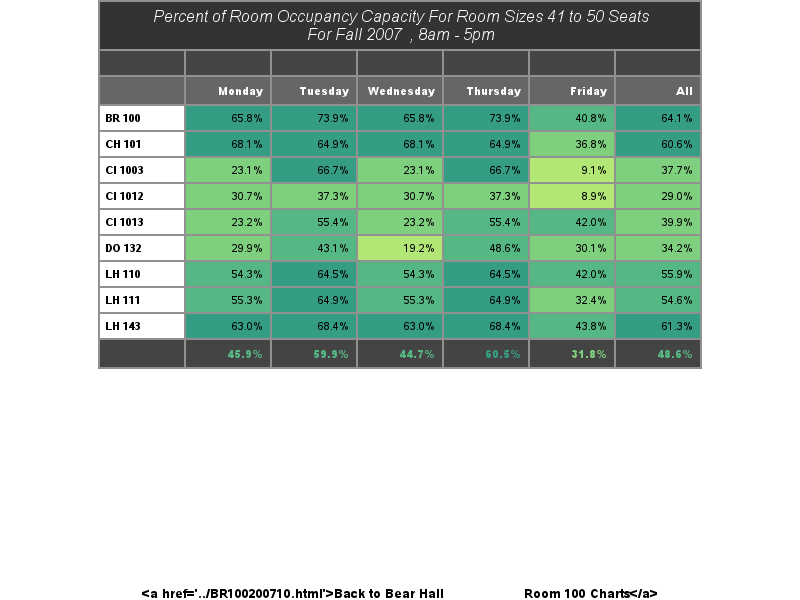 Percent of Room Occupancy Capacity For Room Sizes 41 to 50 Seats
For Fall 2007 , 8am - 5pm
Monday Tuesday Wednesday Thursday Friday All
BR 100 65.8% 73.9% 65.8% 73.9% 40.8% 64.1%
CH 101 68.1% 64.9% 68.1% 64.9% 36.8% 60.6%
CI 1003 23.1% 66.7% 23.1% 66.7% 9.1% 37.7%
CI 1012 30.7% 37.3% 30.7% 37.3% 8.9% 29.0%
CI 1013 23.2% 55.4% 23.2% 55.4% 42.0% 39.9%
DO 132 29.9% 43.1% 19.2% 48.6% 30.1% 34.2%
LH 110 54.3% 64.5% 54.3% 64.5% 42.0% 55.9%
LH 111 55.3% 64.9% 55.3% 64.9% 32.4% 54.6%
LH 143 63.0% 68.4% 63.0% 68.4% 43.8% 61.3%
45.9% 59.9% 44.7% 60.5% 31.8% 48.6%
<a href='../BR100200710.html'>Back to Bear Hall Room 100 Charts</a>